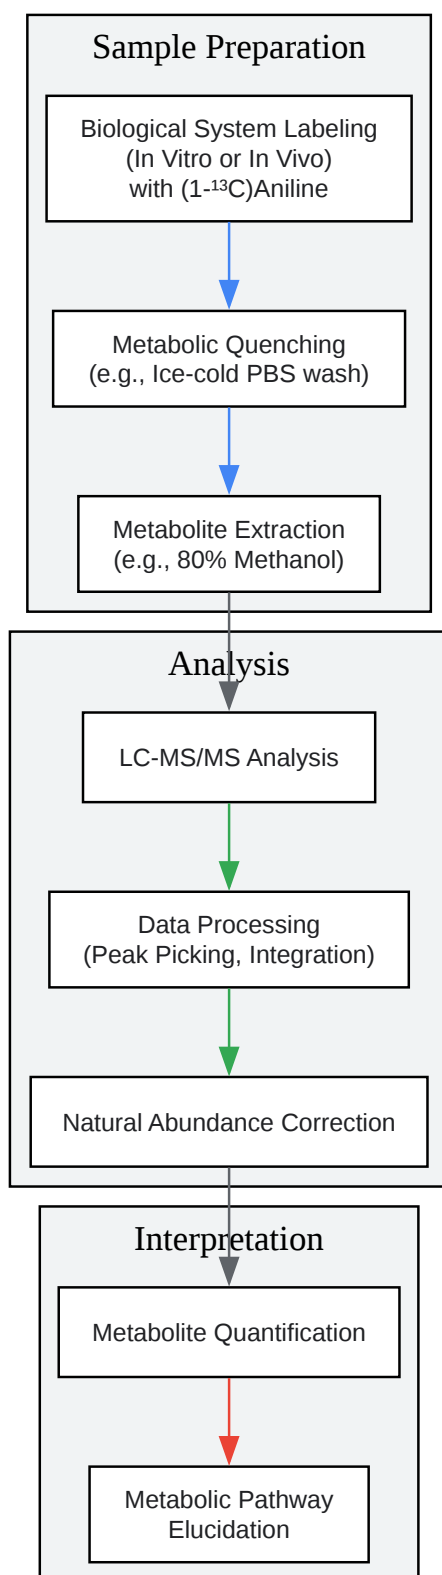 Sample Preparation
Biological System Labeling
(In Vitro or In Vivo)
with (1-¹³C)Aniline
Metabolic Quenching
(e.g., Ice-cold PBS wash)
Metabolite Extraction
(e.g., 80% Methanol)
Analysis
LC-MS/MS Analysis
Data Processing
(Peak Picking, Integration)
Natural Abundance Correction
Interpretation
Metabolite Quantification
Metabolic Pathway
Elucidation